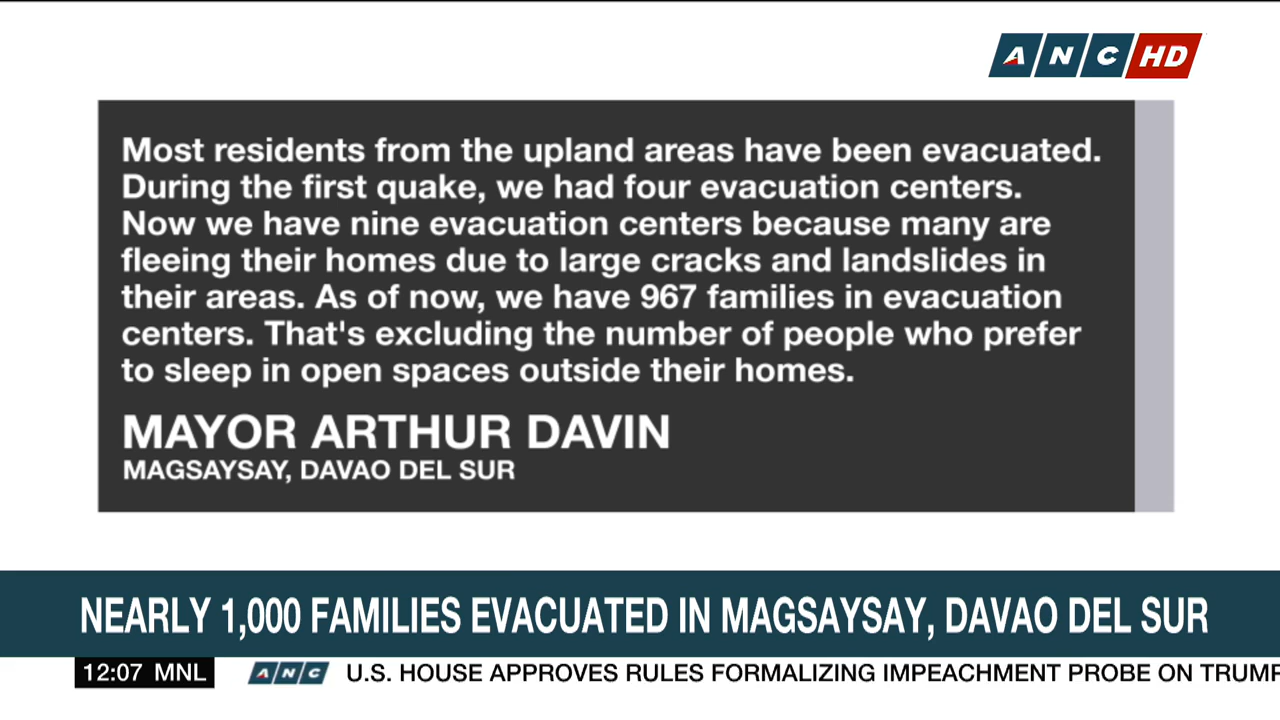 ANC HD
Most residents from the upland areas have been evacuated.
During the first quake, we had four evacuation centers.
Now we have nine evacuation centers because many are
fleeing their homes due to large cracks and landslides in
their areas. As of now, we have 967 families in evacuation
centers. That's excluding the number of people who prefer
to sleep in open spaces outside their homes.
MAYOR ARTHUR DAVIN
MAGSAYSAY, DAVAO DEL SUR
NEARLY 1,000 FAMILIES EVACUATED IN MAGSAYSAY, DAVAO DEL SUR
12:07 MNL ANC U.S. HOUSE APPROVES RULES FORMALIZING IMPEACHMENT PROBE ON TRUMP